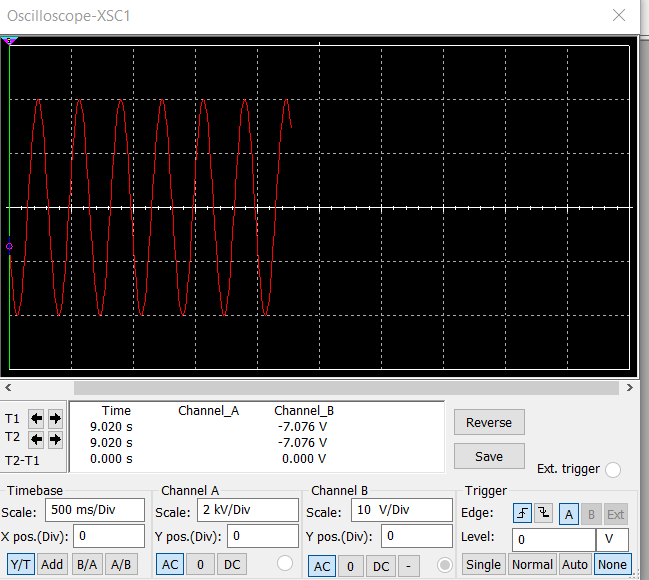 Oscilloscope-XSC1
Time Channel_A Channel_B
T1 9.020 s -7.076 V
T2 9.020 s -7.076 V
T2-T1 0.000 s 0.000 V
Reverse
Save
Ext. trigger
Timebase Channel A Channel B Trigger
Scale: 500 ms/Div Scale: 2 kV/Div Scale: 10 V/Div Edge: A B Ext
X pos.(Div): 0 Y pos.(Div): 0 Y pos.(Div): 0 Level: 0 V
Y/T Add B/A A/B AC 0 DC AC 0 DC - Single Normal Auto None